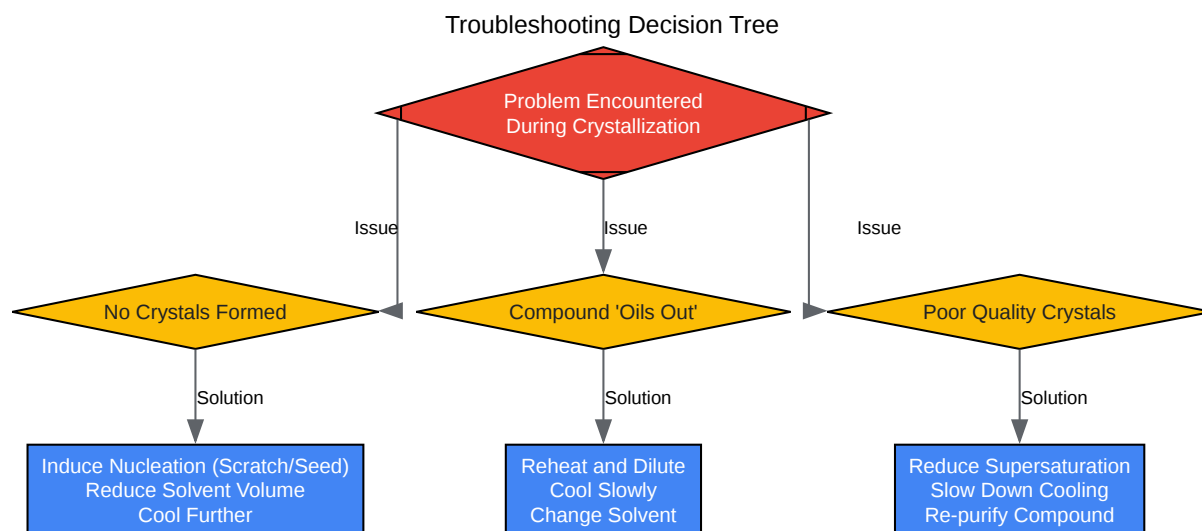 Troubleshooting Decision Tree
Problem Encountered
During Crystallization
Issue
Issue
Issue
No Crystals Formed
Compound 'Oils Out'
Poor Quality Crystals
Solution
Solution
Solution
Induce Nucleation (Scratch/Seed)
Reduce Solvent Volume
Cool Further
Reheat and Dilute
Cool Slowly
Change Solvent
Reduce Supersaturation
Slow Down Cooling
Re-purify Compound